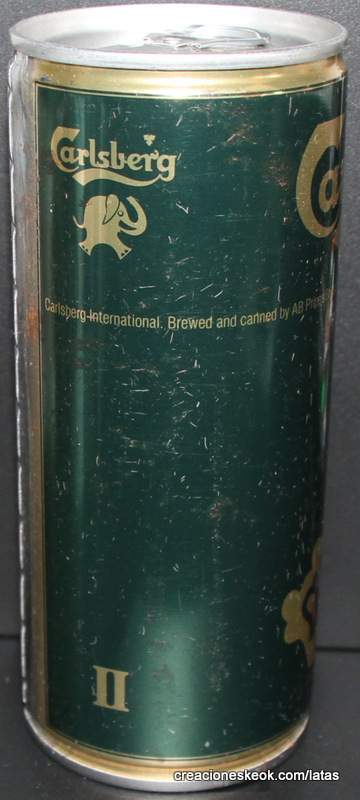 Carlsberg
Carlsberg International. Brewed and canned by AB
II
creacioneskeok.com/latas